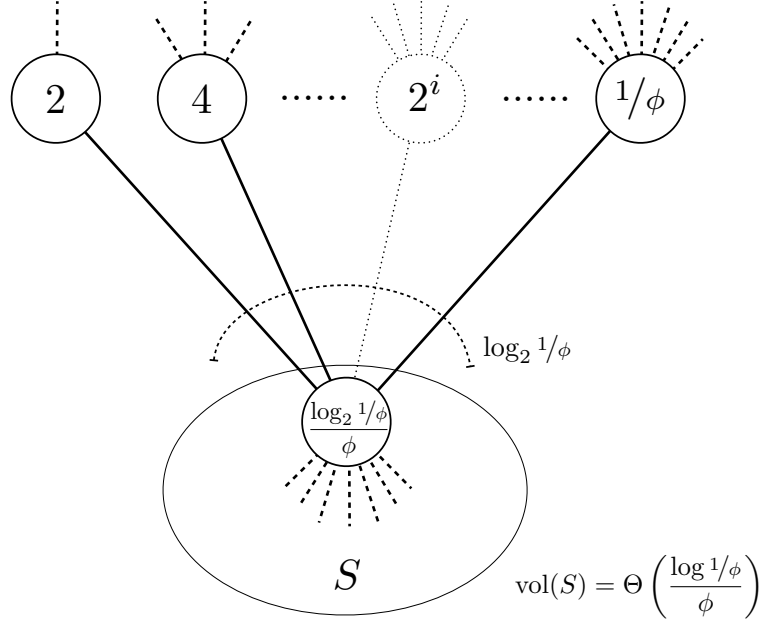 2
4
......
2^i
......
1/ϕ
log₂ 1/ϕ
log₂ 1/ϕ
ϕ
S
vol(S) = Θ (log 1/ϕ / ϕ)